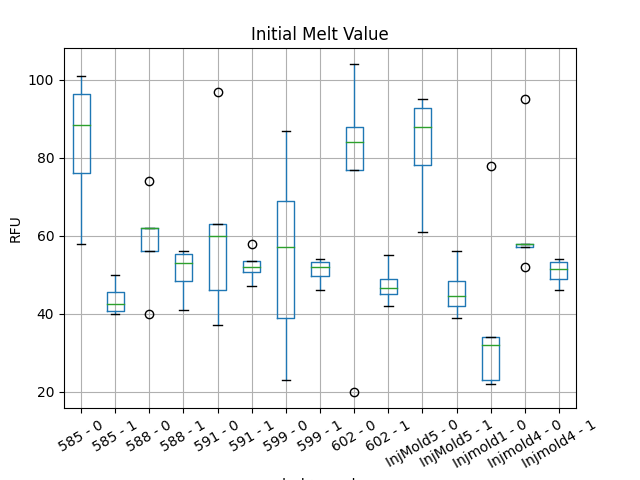 Initial Melt Value
RFU
100
80
60
40
20
585 - 0
585 - 1
588 - 0
588 - 1
591 - 0
591 - 1
599 - 0
599 - 1
602 - 0
602 - 1
InjMold5 - 0
InjMold5 - 1
Injmold1 - 0
Injmold4 - 0
Injmold4 - 1